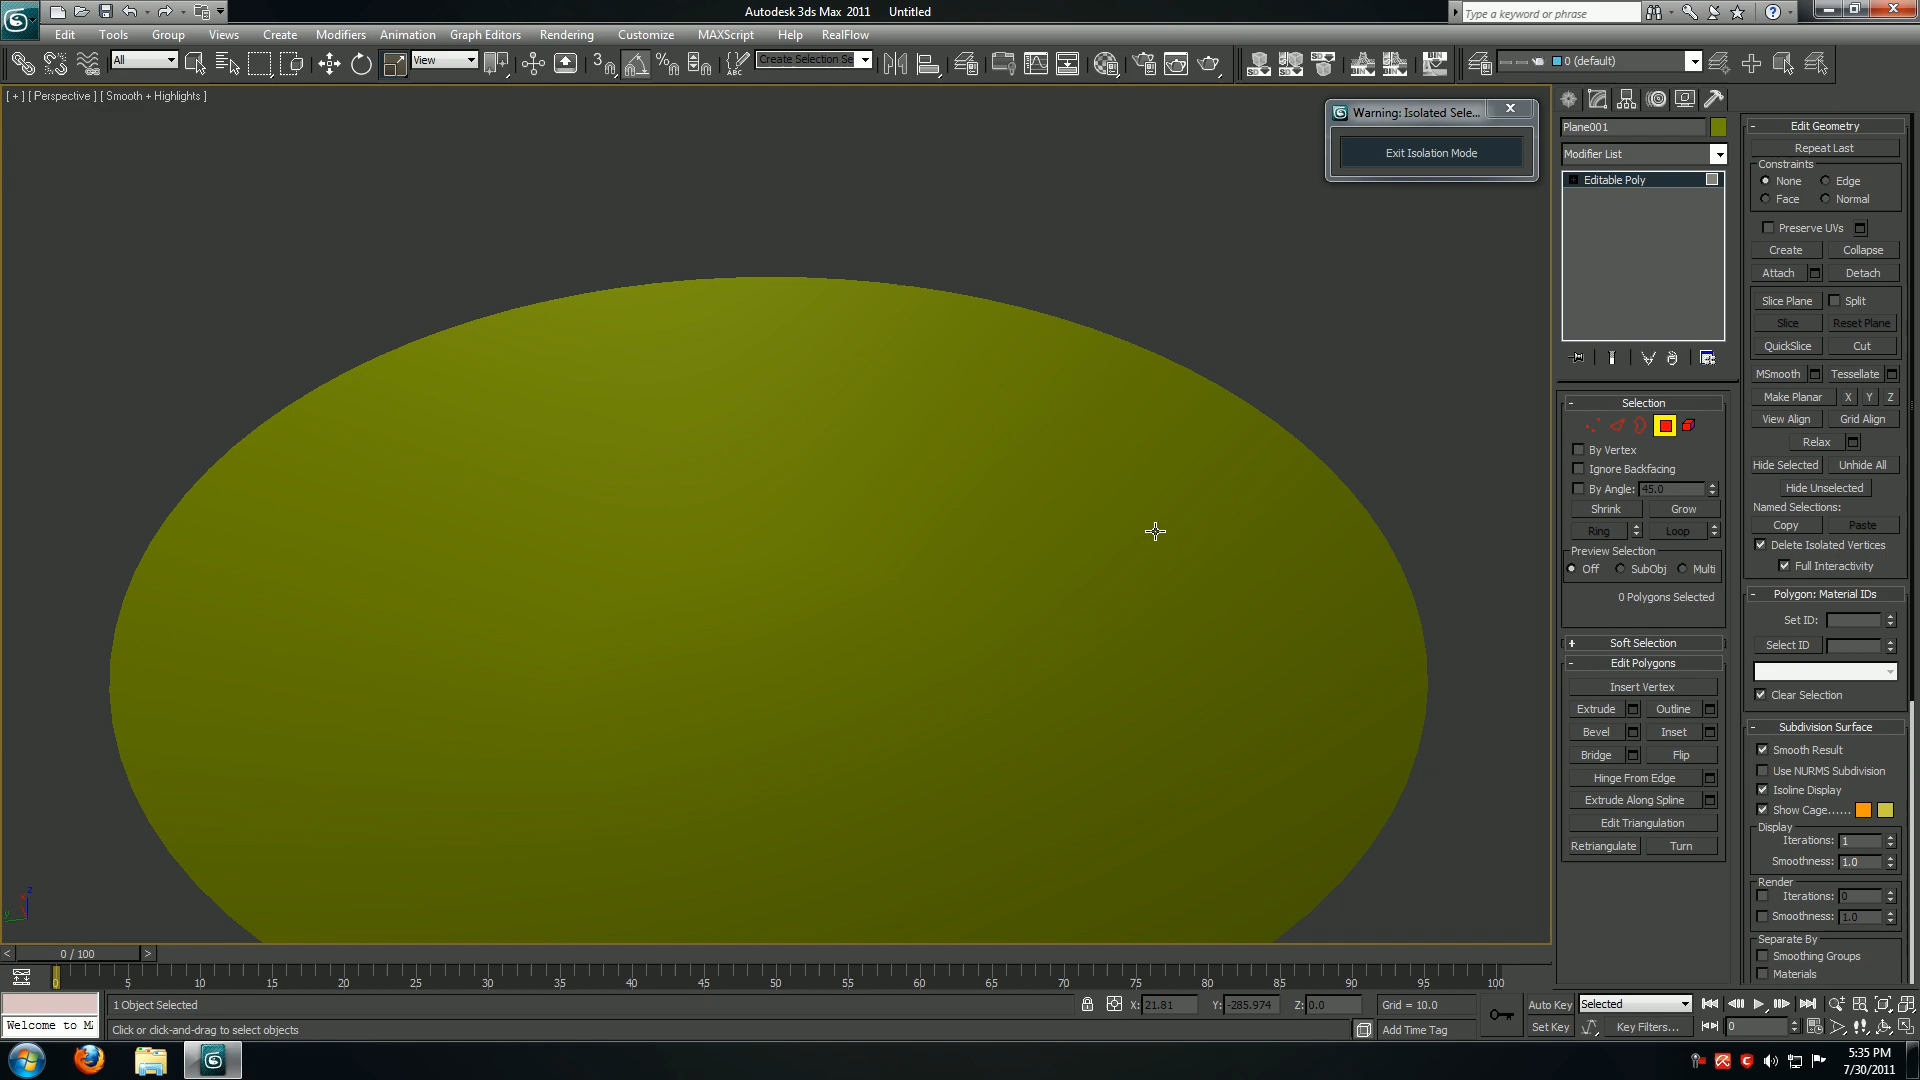 Autodesk 3ds Max 2011 Untitled
Type a keyword or phrase
Edit Tools Group Create Modifiers Animation Graph Editors Rendering Customize MAXScript Help RealFlow
All View 3 Create Selection Se 0 (default)
[ + ] [ Perspective ] [ Smooth + Highlights ]
Warning: Isolated Sele...
Exit Isolation Mode
Plane001
Modifier List
Editable Poly
Selection
By Vertex
Ignore Backfacing
By Angle: 45.0
Shrink Grow
Ring Loop
Preview Selection
Off SubObj Multi
0 Polygons Selected
+ Soft Selection
- Edit Polygons
Insert Vertex
Extrude Outline
Bevel Inset
Bridge Flip
Hinge From Edge
Extrude Along Spline
Edit Triangulation
Retriangulate Turn
- Edit Geometry
Repeat Last
Constraints
None Edge
Face Normal
Preserve UVs
Create Collapse
Attach Detach
Slice Plane Split
Slice Reset Plane
QuickSlice Cut
MSmooth Tessellate
Make Planar X Y Z
View Align Grid Align
Relax
Hide Selected Unhide All
Hide Unselected
Named Selections:
Copy Paste
Delete Isolated Vertices
Full Interactivity
- Polygon: Material IDs
Set ID:
Select ID
Clear Selection
- Subdivision Surface
Smooth Result
Use NURMS Subdivision
Isoline Display
Show Cage......
Display
Iterations: 1
Smoothness: 1.0
Render
Iterations: 0
Smoothness: 1.0
Separate By
Smoothing Groups
Materials
z
y
< 0 / 100 >
0 5 10 15 20 25 30 35 40 45 50 55 60 65 70 75 80 85 90 95 100
1 Object Selected X: 21.81 Y: -285.974 Z: 0.0 Grid = 10.0 Auto Key Selected
Welcome to M Click or click-and-drag to select objects Add Time Tag Set Key Key Filters... 0
5:35 PM
7/30/2011